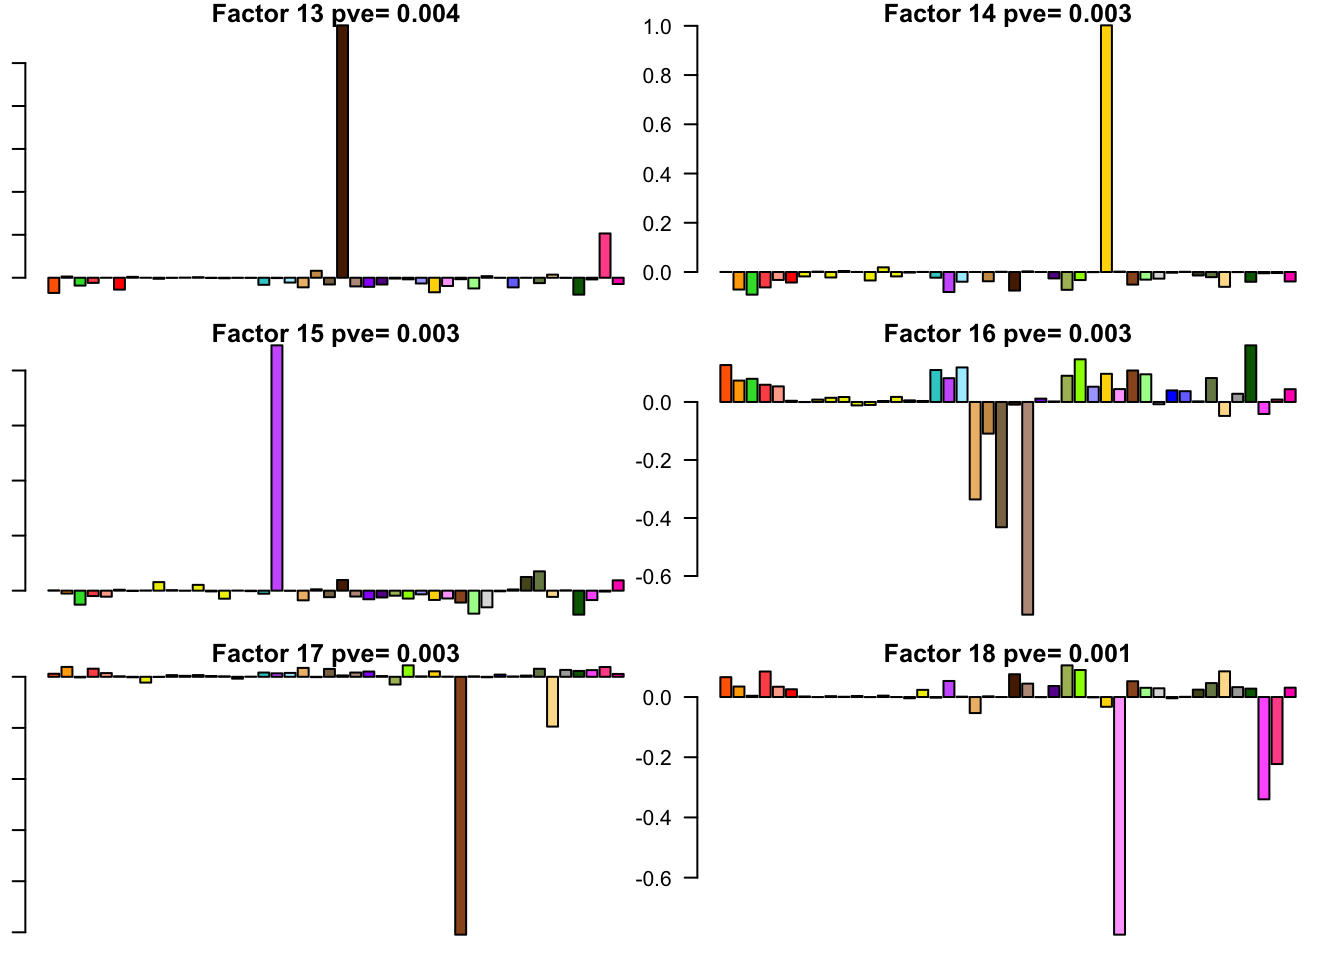 Factor 13 pve= 0.004
Factor 14 pve= 0.003
1.0
0.8
0.6
0.4
0.2
0.0
Factor 15 pve= 0.003
Factor 16 pve= 0.003
0.0
-0.2
-0.4
-0.6
Factor 17 pve= 0.003
Factor 18 pve= 0.001
0.0
-0.2
-0.4
-0.6